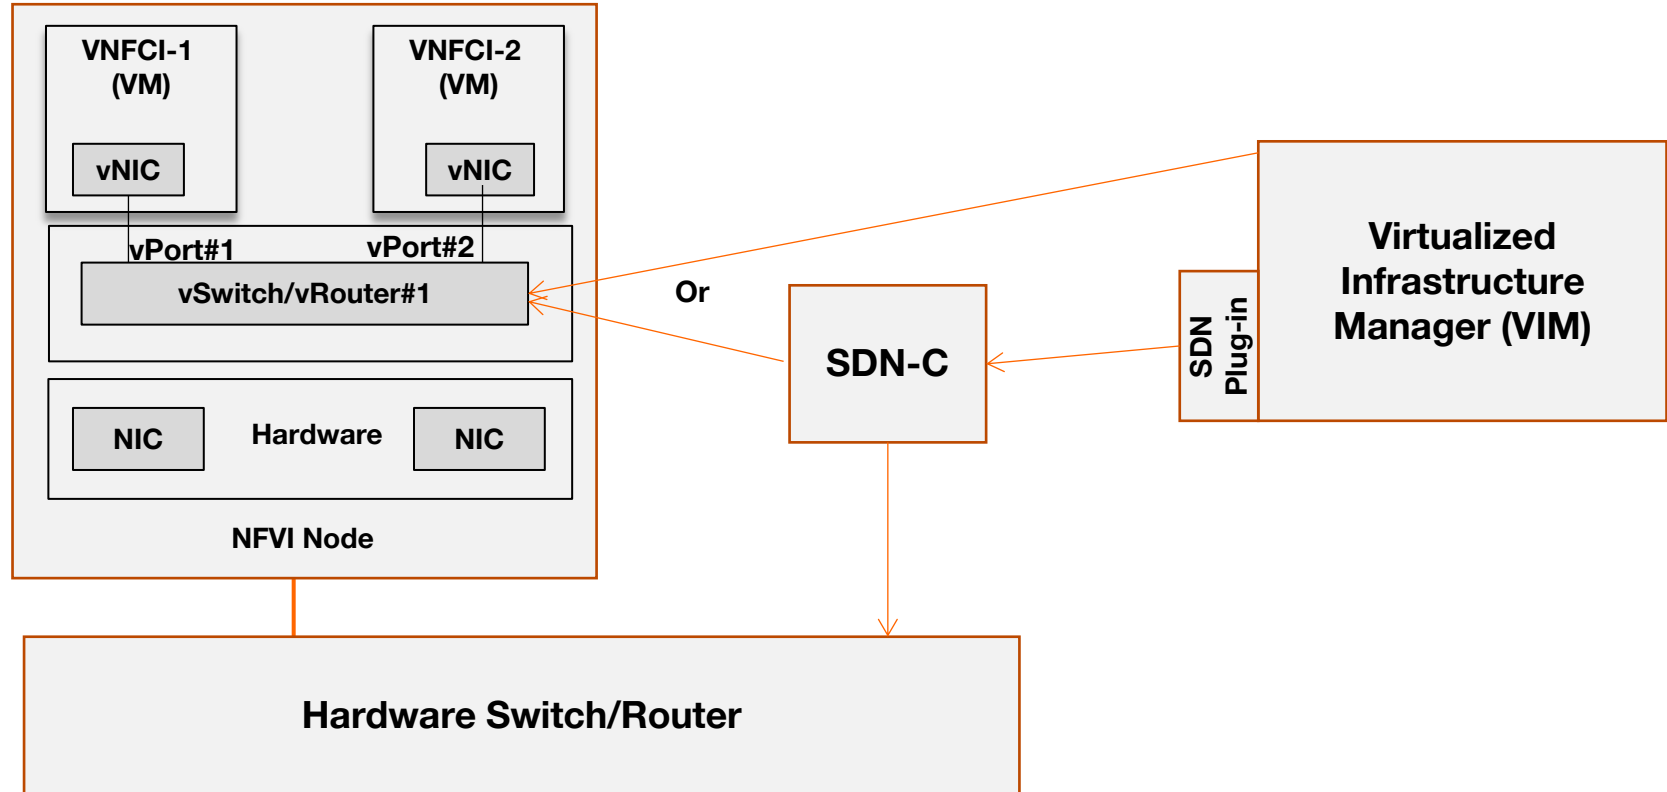 VNFCI-1
(VM)
VNFCI-2
(VM)
vNIC
vNIC
vPort#1
vPort#2
vSwitch/vRouter#1
NIC
Hardware
NIC
NFVI Node
Or
SDN-C
SDN
Plug-in
Virtualized
Infrastructure
Manager (VIM)
Hardware Switch/Router